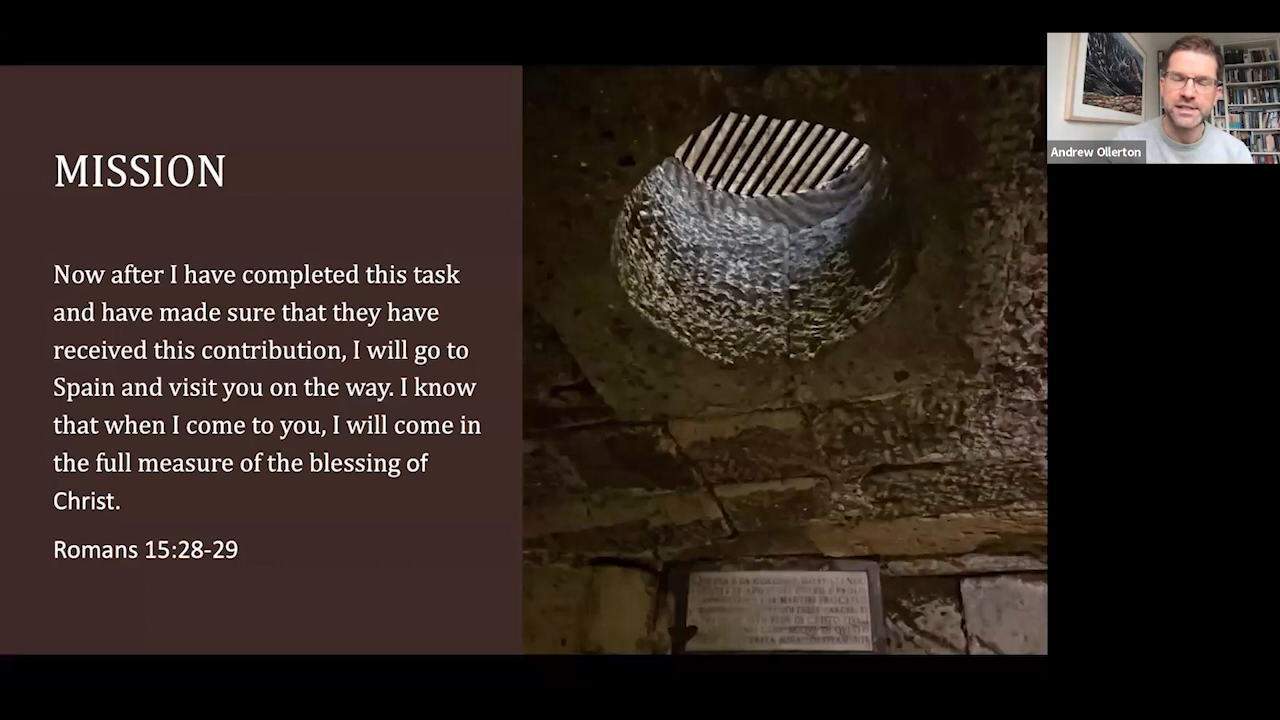 MISSION
Now after I have completed this task
and have made sure that they have
received this contribution, I will go to
Spain and visit you on the way. I know
that when I come to you, I will come in
the full measure of the blessing of
Christ.
Romans 15:28-29
Andrew Ollerton